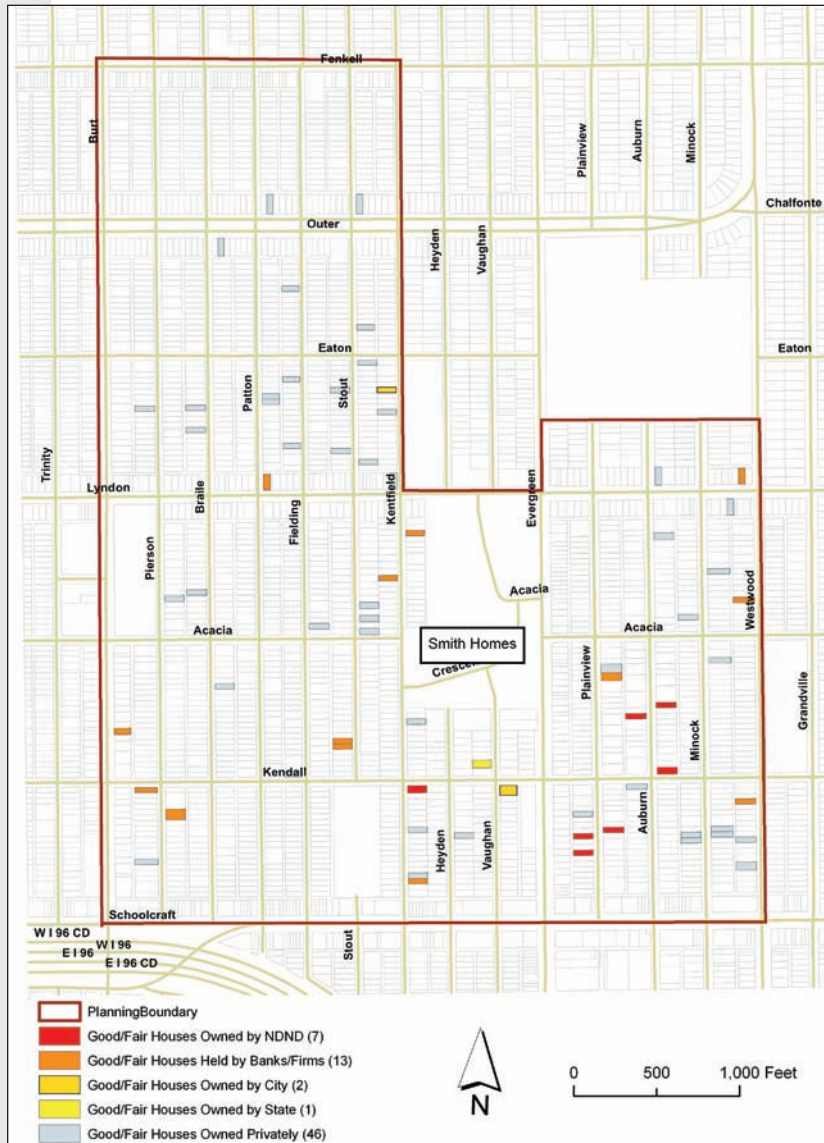 Fenkell
Burt
Plainview
Auburn
Minock
Chalfonte
Outer
Heyden
Vaughan
Eaton
Eaton
Patton
Stout
Trinity
Lyndon
Braile
Fielding
Kentfield
Evergreen
Pierson
Acacia
Westwood
Acacia
Acacia
Smith Homes
Plainview
Grandville
Minock
Kendall
Auburn
Heyden
Vaughan
Schoolcraft
W I 96 CD
W I 96
E I 96
E I 96 CD
Stout
PlanningBoundary
Good/Fair Houses Owned by NDND (7)
Good/Fair Houses Held by Banks/Firms (13)
Good/Fair Houses Owned by City (2)
Good/Fair Houses Owned by State (1)
Good/Fair Houses Owned Privately (46)
N
0 500 1,000 Feet